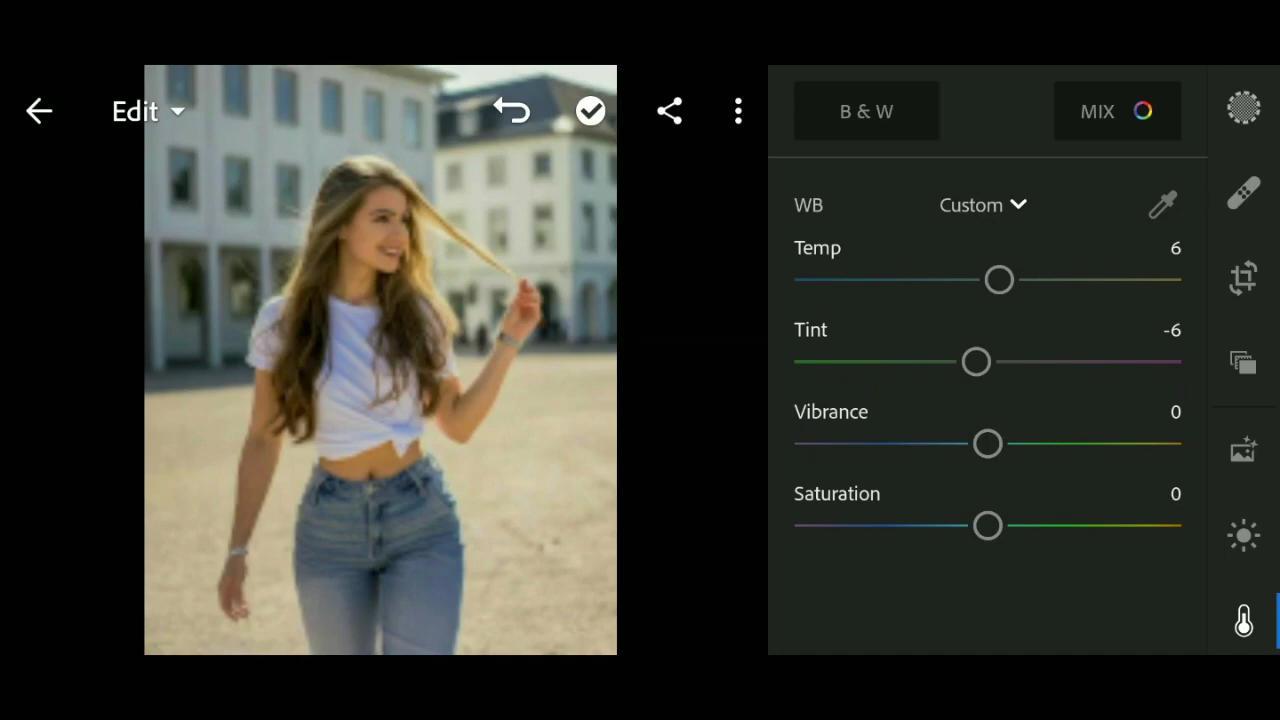 Edit
B & W
MIX
WB
Custom
Temp
6
Tint
-6
Vibrance
0
Saturation
0